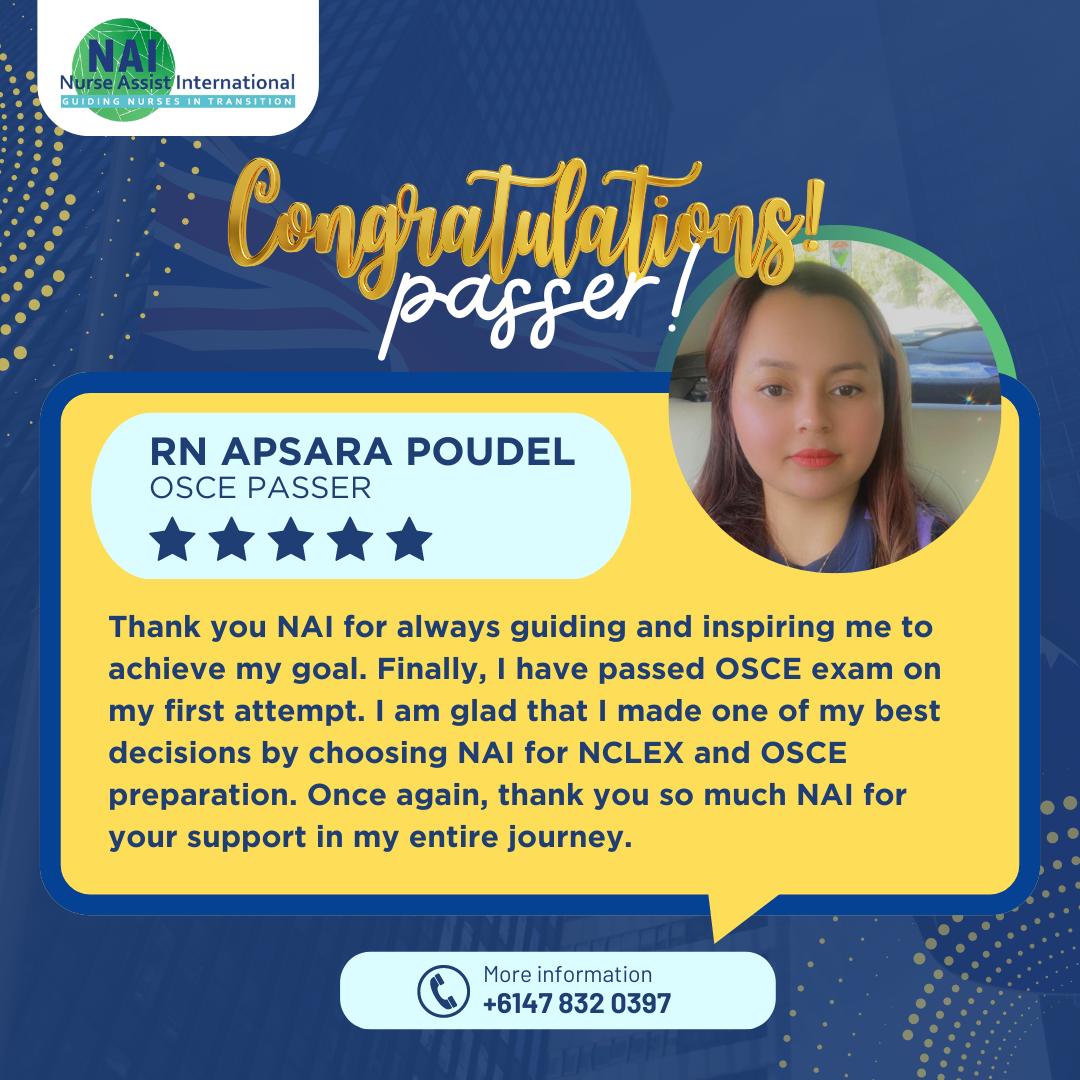 NAI
Nurse Assist International
GUIDING NURSES IN TRANSITION
Congratulations!
passer!
RN APSARA POUDEL
OSCE PASSER
Thank you NAI for always guiding and inspiring me to
achieve my goal. Finally, I have passed OSCE exam on
my first attempt. I am glad that I made one of my best
decisions by choosing NAI for NCLEX and OSCE
preparation. Once again, thank you so much NAI for
your support in my entire journey.
More information
+6147 832 0397